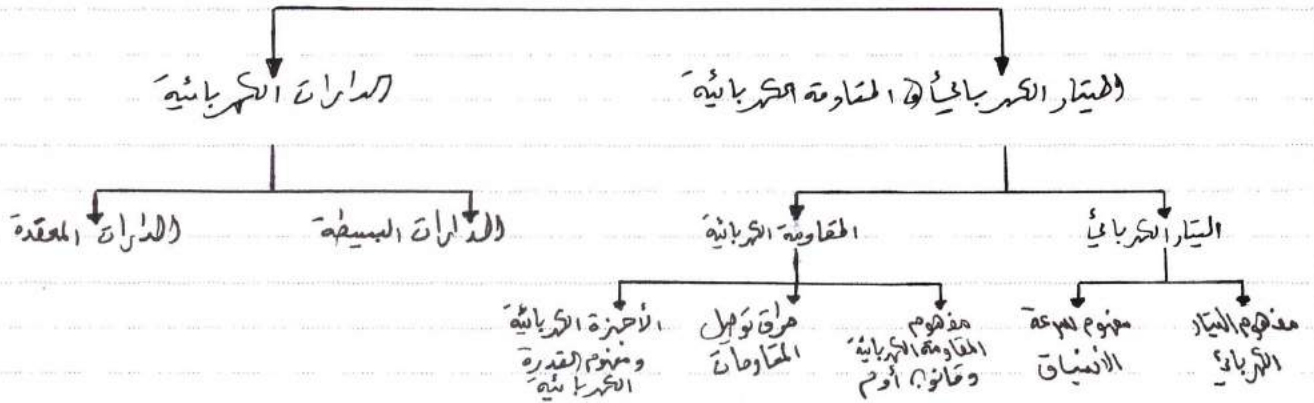 التيار الكهربائي و المقاومة الكهربائية
الدارات الكهربائية
التيار الكهربائي
المقاومة الكهربائية
الدارات البسيطة
الدارات المعقدة
مفهوم التيار
الكهربائي
مفهوم سرعة
الانسياق
مفهوم
المقاومة الكهربائية
وقانون أوم
طرق توصيل
المقاومات
الأجهزة الكهربائية
ومفهوم القدرة
الكهربائية